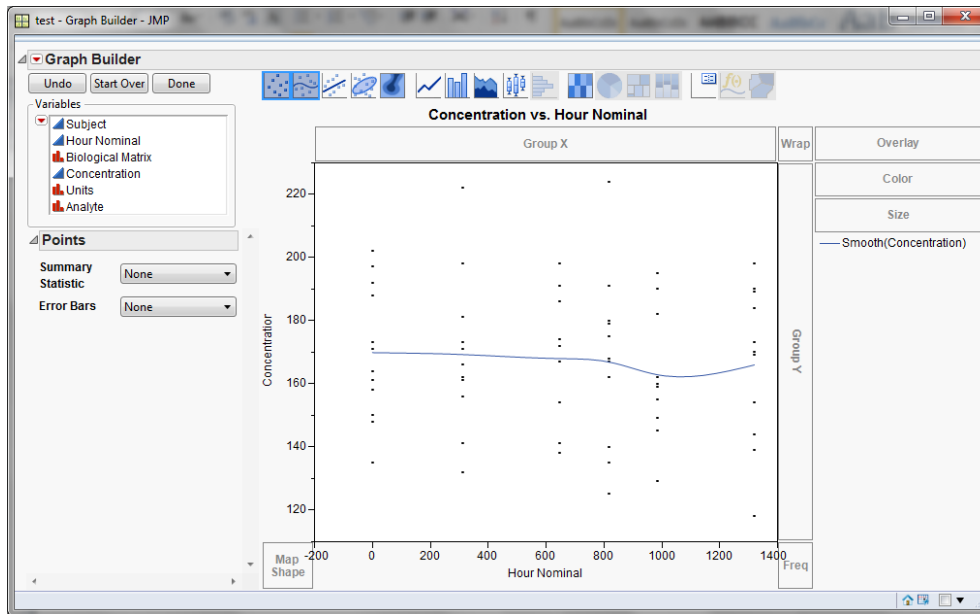 test - Graph Builder - JMP
Graph Builder
Undo Start Over Done
Variables
Subject
Hour Nominal
Biological Matrix
Concentration
Units
Analyte
Points
Summary Statistic
None
Error Bars
None
Concentration vs. Hour Nominal
Group X
Wrap
Overlay
Color
Size
Smooth(Concentration)
Concentration
220
200
180
160
140
120
Group Y
Map Shape
-200 0 200 400 600 800 1000 1200 1400
Hour Nominal
Freq